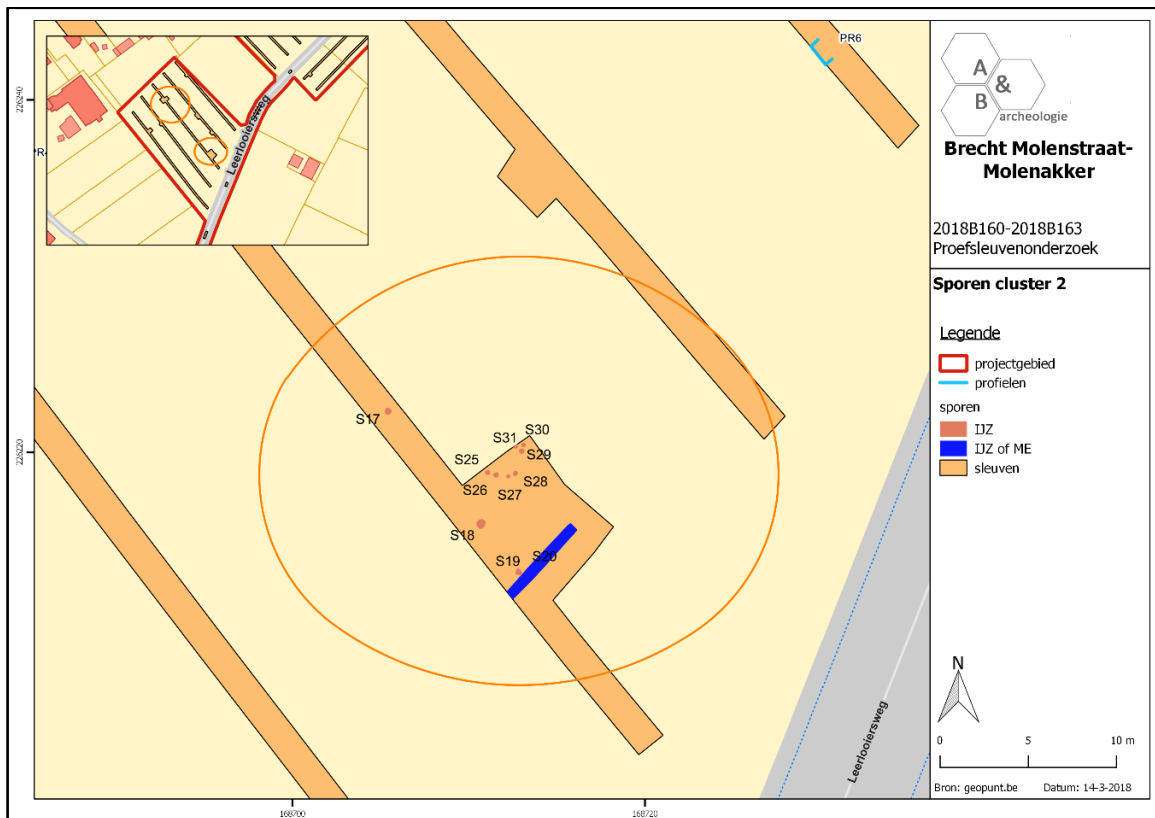 PR6
226240
Leerlooiersweg
S17
S30
S31
S29
S25
S28
S26
S27
S18
S19
S20
226220
Leerlooiersweg
168700
168720
A
&
B
archeologie
Brecht Molenstraat-
Molenakker
2018B160-2018B163
Proefsleuvenonderzoek
Sporen cluster 2
Legende
projectgebied
profielen
sporen
IJZ
IJZ of ME
sleuven
N
0 5 10 m
Bron: geopunt.be Datum: 14-3-2018